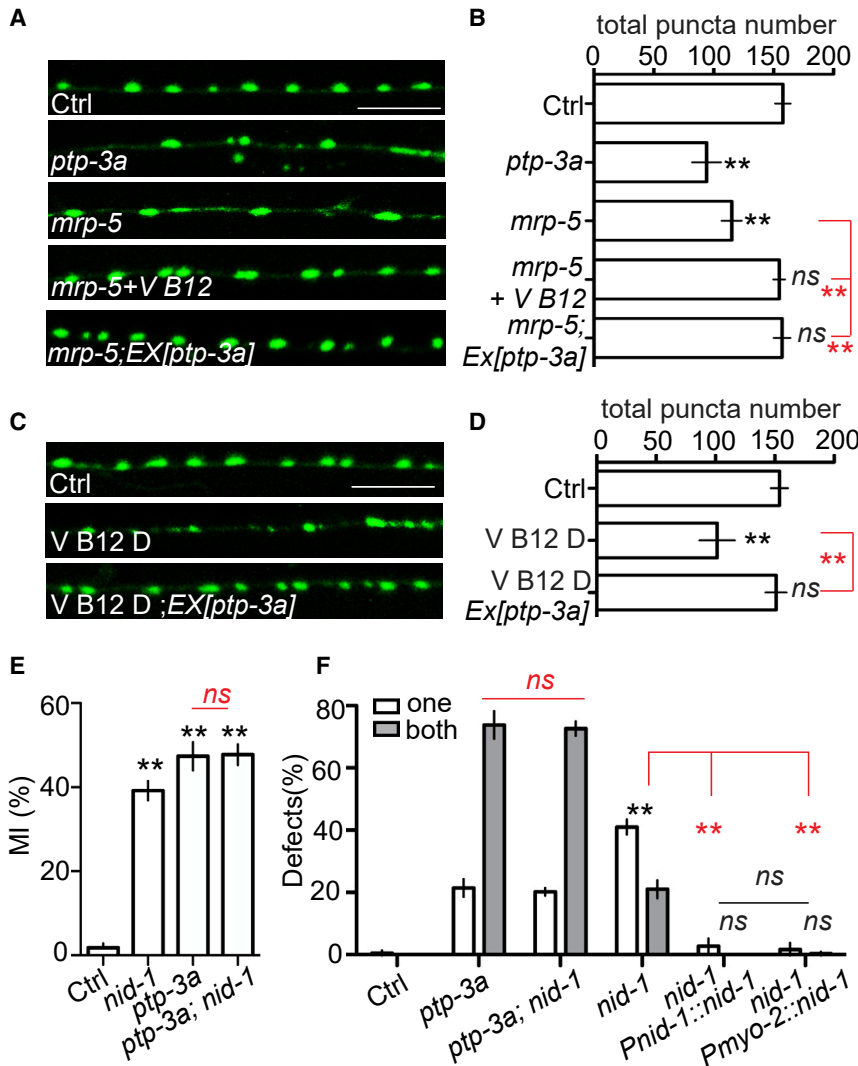 A
Ctrl
ptp-3a
mrp-5
mrp-5+V B12
mrp-5;EX[ptp-3a]
B
total puncta number
0 50 100 150 200
Ctrl
ptp-3a **
mrp-5 **
mrp-5
+ V B12
ns
**
mrp-5;
Ex[ptp-3a]
ns
**
C
Ctrl
V B12 D
V B12 D ;EX[ptp-3a]
D
total puncta number
0 50 100 150 200
Ctrl
V B12 D **
**
V B12 D
Ex[ptp-3a]
ns
E
MI (%)
60
40
20
0
ns
** ** **
Ctrl
nid-1
ptp-3a
ptp-3a; nid-1
F
Defects(%)
80
60
40
20
0
one
both
ns
**
** **
ns
ns ns
Ctrl
ptp-3a
ptp-3a; nid-1
nid-1
nid-1
Pnid-1::nid-1
nid-1
Pmyo-2::nid-1